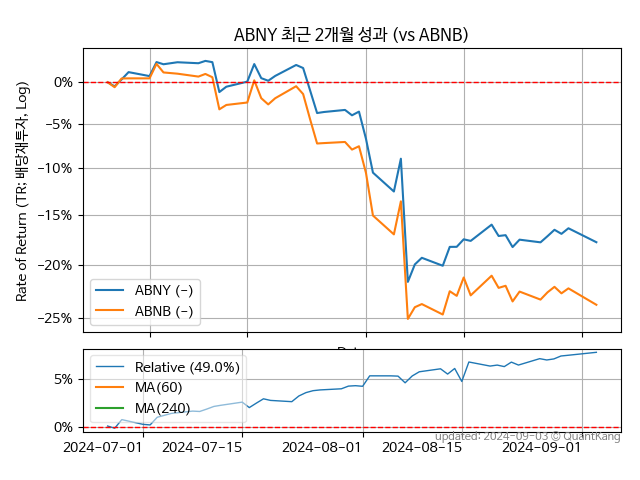 ABNY 최근 2개월 성과 (vs ABNB)
Rate of Return (TR; 배당재투자, Log)
0%
−5%
−10%
−15%
−20%
−25%
ABNY (−)
ABNB (−)
5%
0%
Relative (49.0%)
MA(60)
MA(240)
updated: 2024-09-03 © QuantKang
2024-07-01
2024-07-15
2024-08-01
2024-08-15
2024-09-01